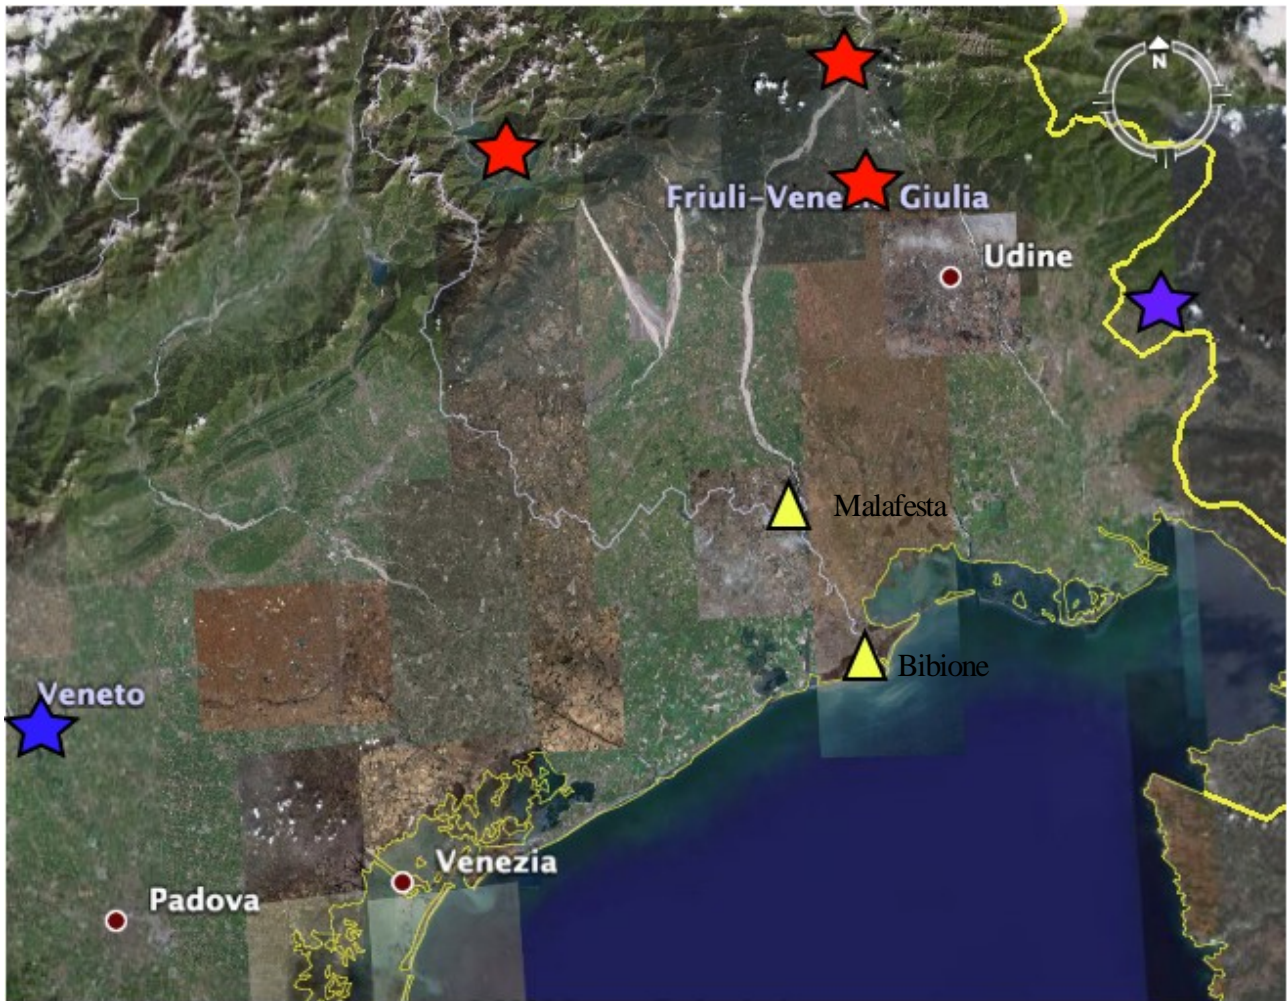 N
Friuli-Vene Giulia
Udine
Malafesta
Bibione
Veneto
Venezia
Padova